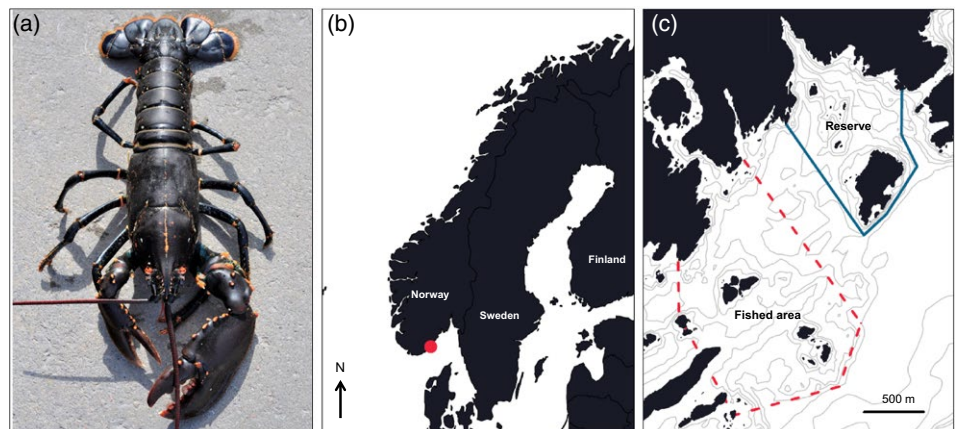 (a)
(b)
(c)
Reserve
Finland
Norway
Sweden
Fished area
N
500 m